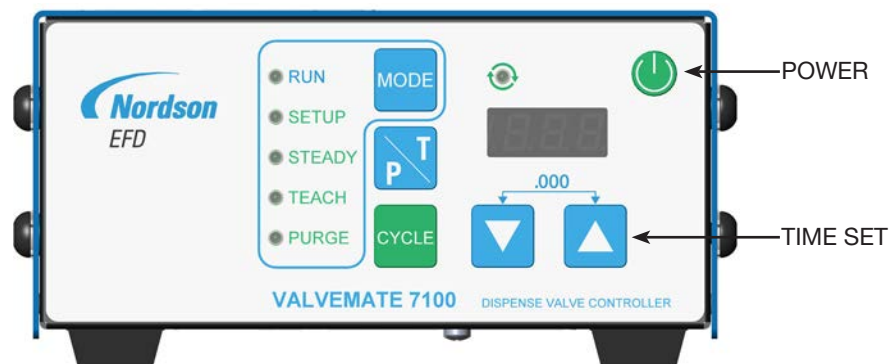 Nordson
EFD
RUN
SETUP
STEADY
TEACH
PURGE
MODE
P T
CYCLE
.000
POWER
TIME SET
VALVEMATE 7100
DISPENSE VALVE CONTROLLER